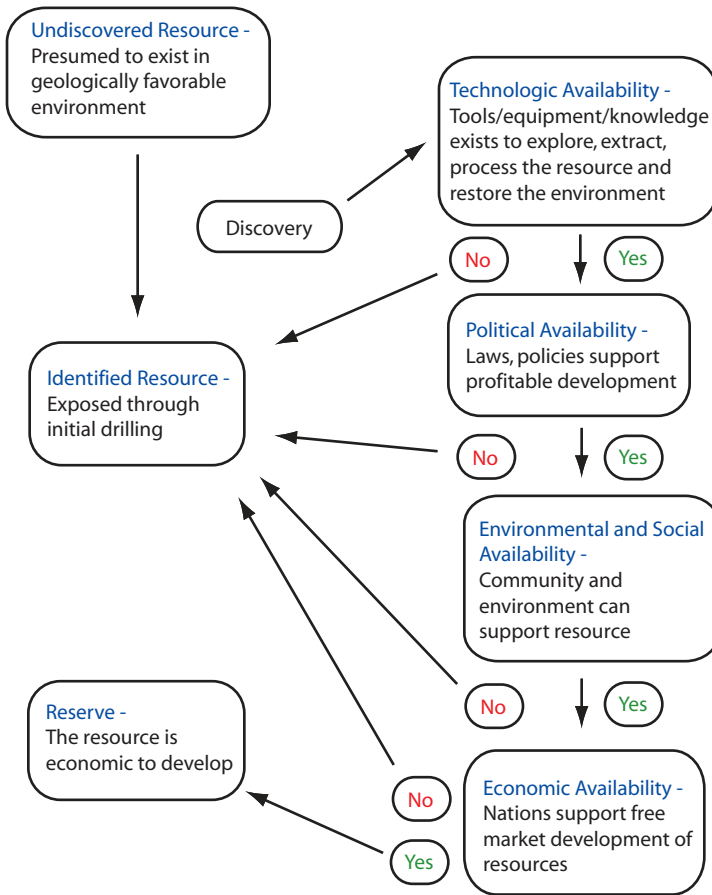 Undiscovered Resource -
Presumed to exist in
geologically favorable
environment
Technologic Availability -
Tools/equipment/knowledge
exists to explore, extract,
process the resource and
restore the environment
Discovery
No
Yes
Political Availability -
Laws, policies support
profitable development
Identified Resource -
Exposed through
initial drilling
No
Yes
Environmental and Social
Availability -
Community and
environment can
support resource
No
Yes
Reserve -
The resource is
economic to develop
Economic Availability -
Nations support free
market development of
resources
No
Yes